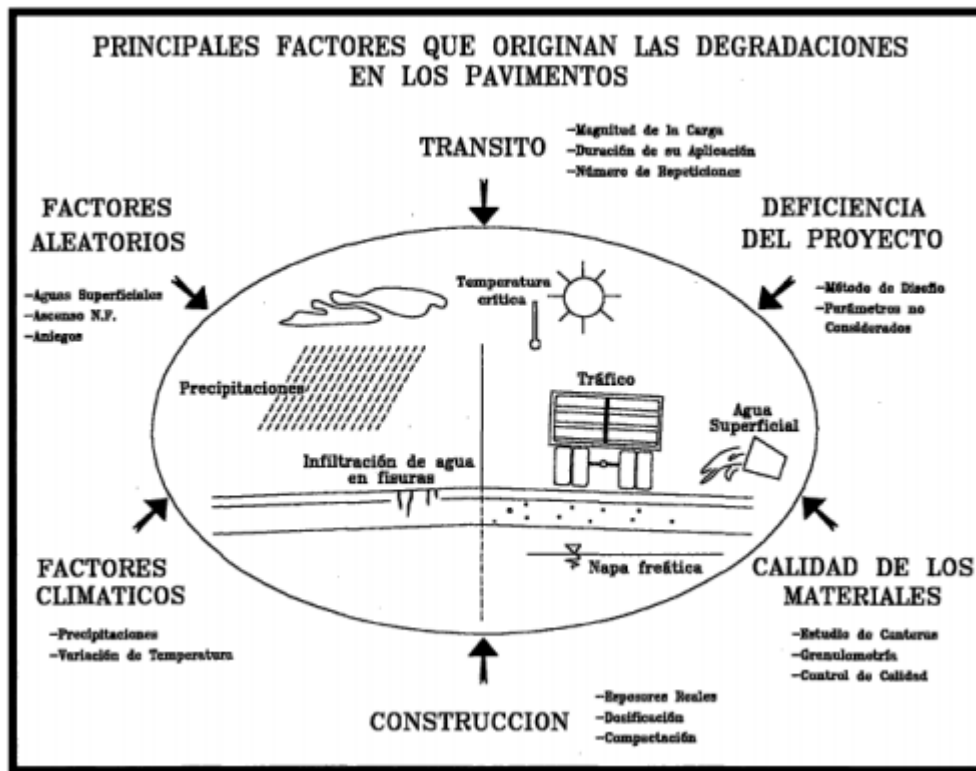 PRINCIPALES FACTORES QUE ORIGINAN LAS DEGRADACIONES
EN LOS PAVIMENTOS
TRÁNSITO
-Magnitud de la Carga
-Duración de su Aplicación
-Número de Repeticiones
FACTORES
ALEATORIOS
-Aguas Superficiales
-Ascenso N.F.
-Aniegos
DEFICIENCIA
DEL PROYECTO
-Método de Diseño
-Parámetros no
Considerados
Temperatura
crítica
Precipitaciones
Tráfico
Agua
Superficial
Infiltración de agua
en fisuras
Napa freática
FACTORES
CLIMATICOS
-Precipitaciones
-Variación de Temperatura
CALIDAD DE LOS
MATERIALES
-Estudio de Canteras
-Granulometría
-Control de Calidad
CONSTRUCCION
-Espesores Reales
-Dosificación
-Compactación